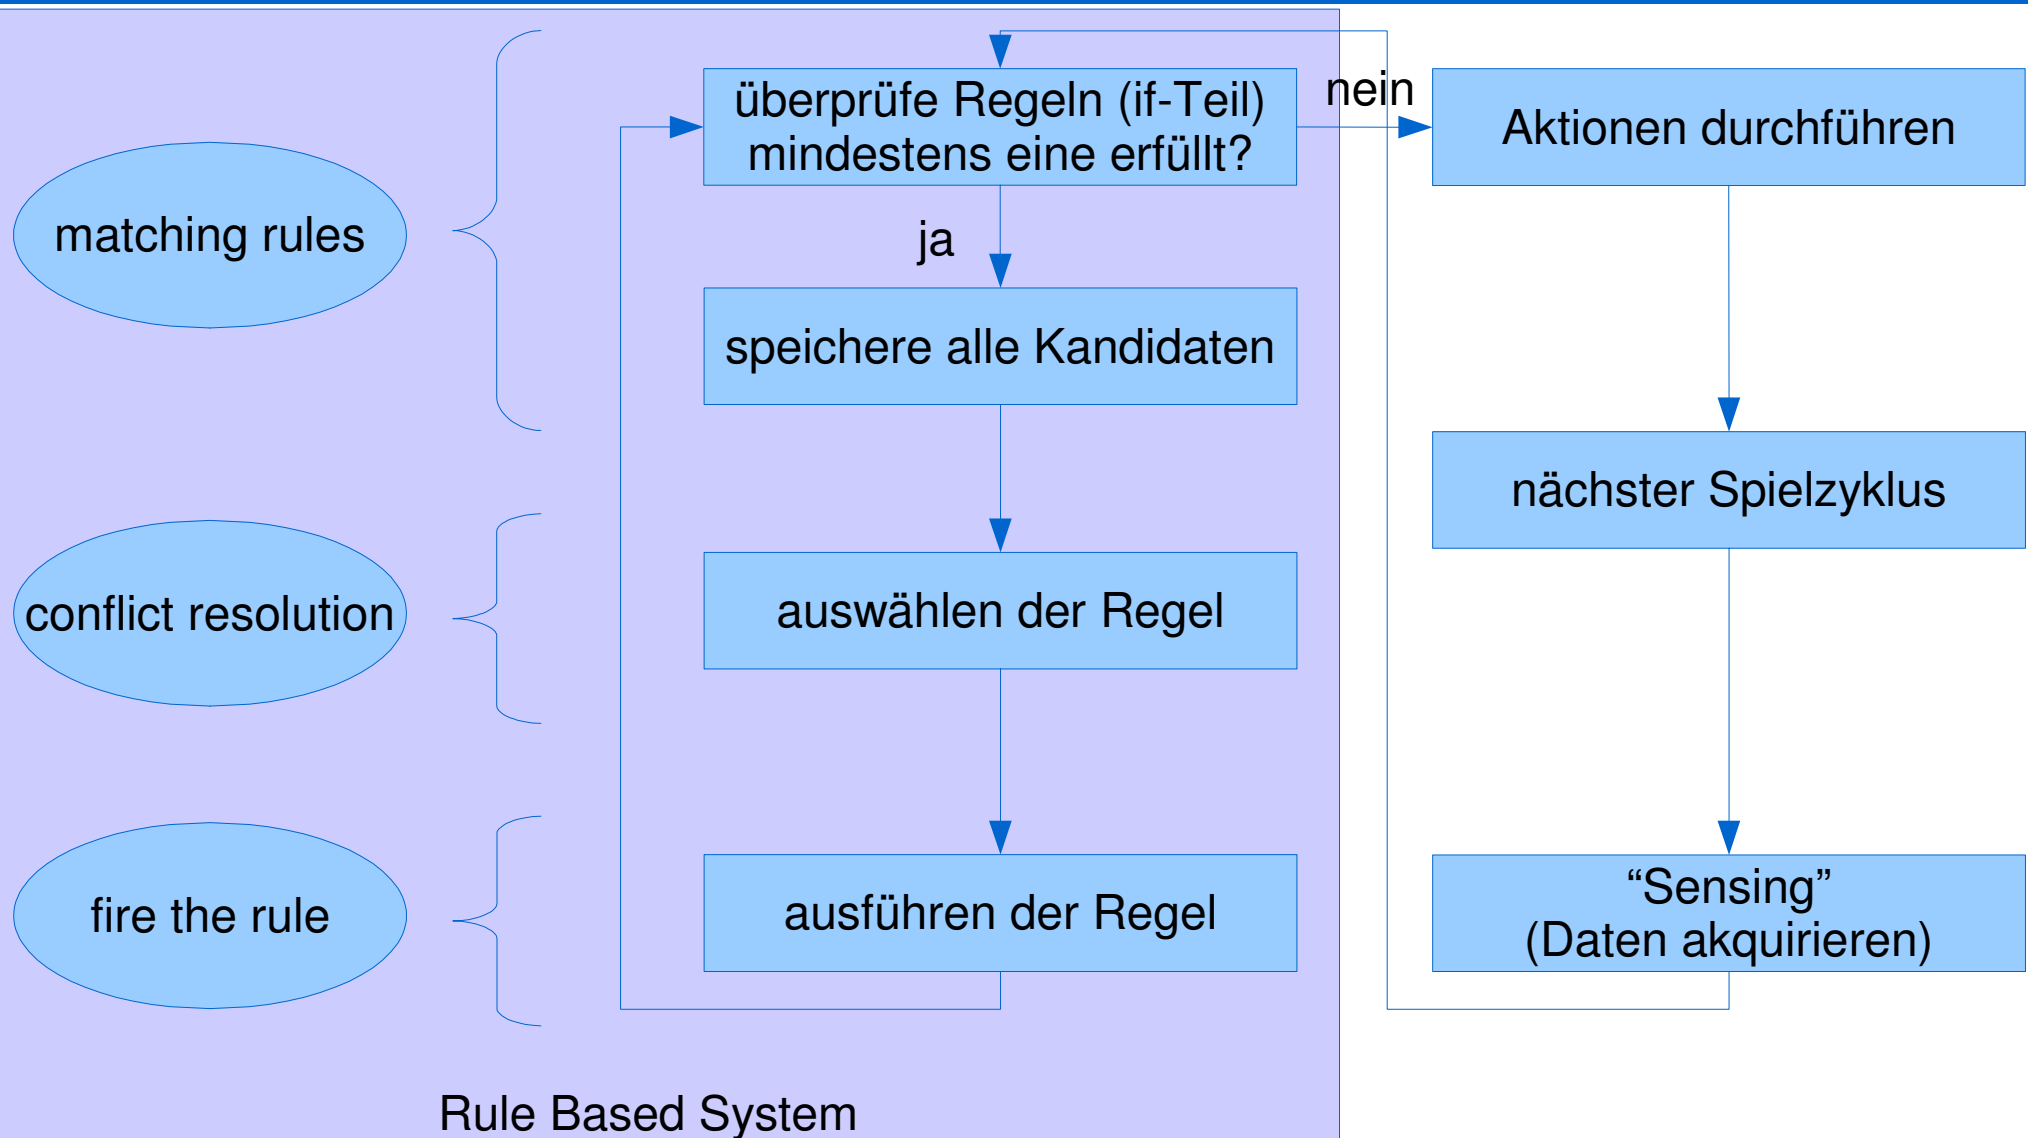 matching rules
conflict resolution
fire the rule
überprüfe Regeln (if-Teil)
mindestens eine erfüllt?
ja
nein
speichere alle Kandidaten
auswählen der Regel
ausführen der Regel
Aktionen durchführen
nächster Spielzyklus
“Sensing”
(Daten akquirieren)
Rule Based System